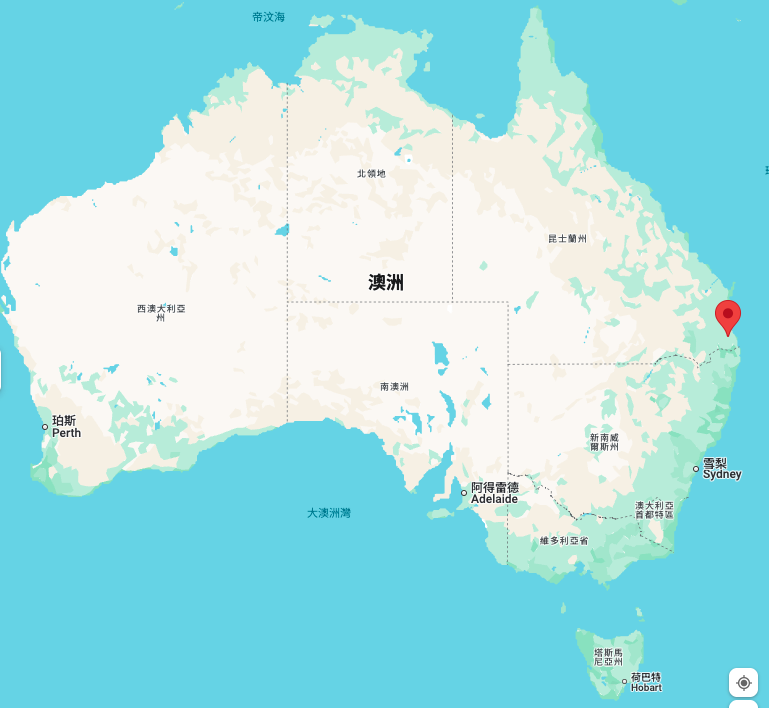 帝汶海
北領地
昆士蘭州
澳洲
西澳大利亞
州
南澳洲
珀斯
Perth
新南威
爾斯州
雪梨
Sydney
阿得雷德
Adelaide
大澳洲灣
澳大利亞
首都特區
維多利亞省
塔斯馬
尼亞州
荷巴特
Hobart